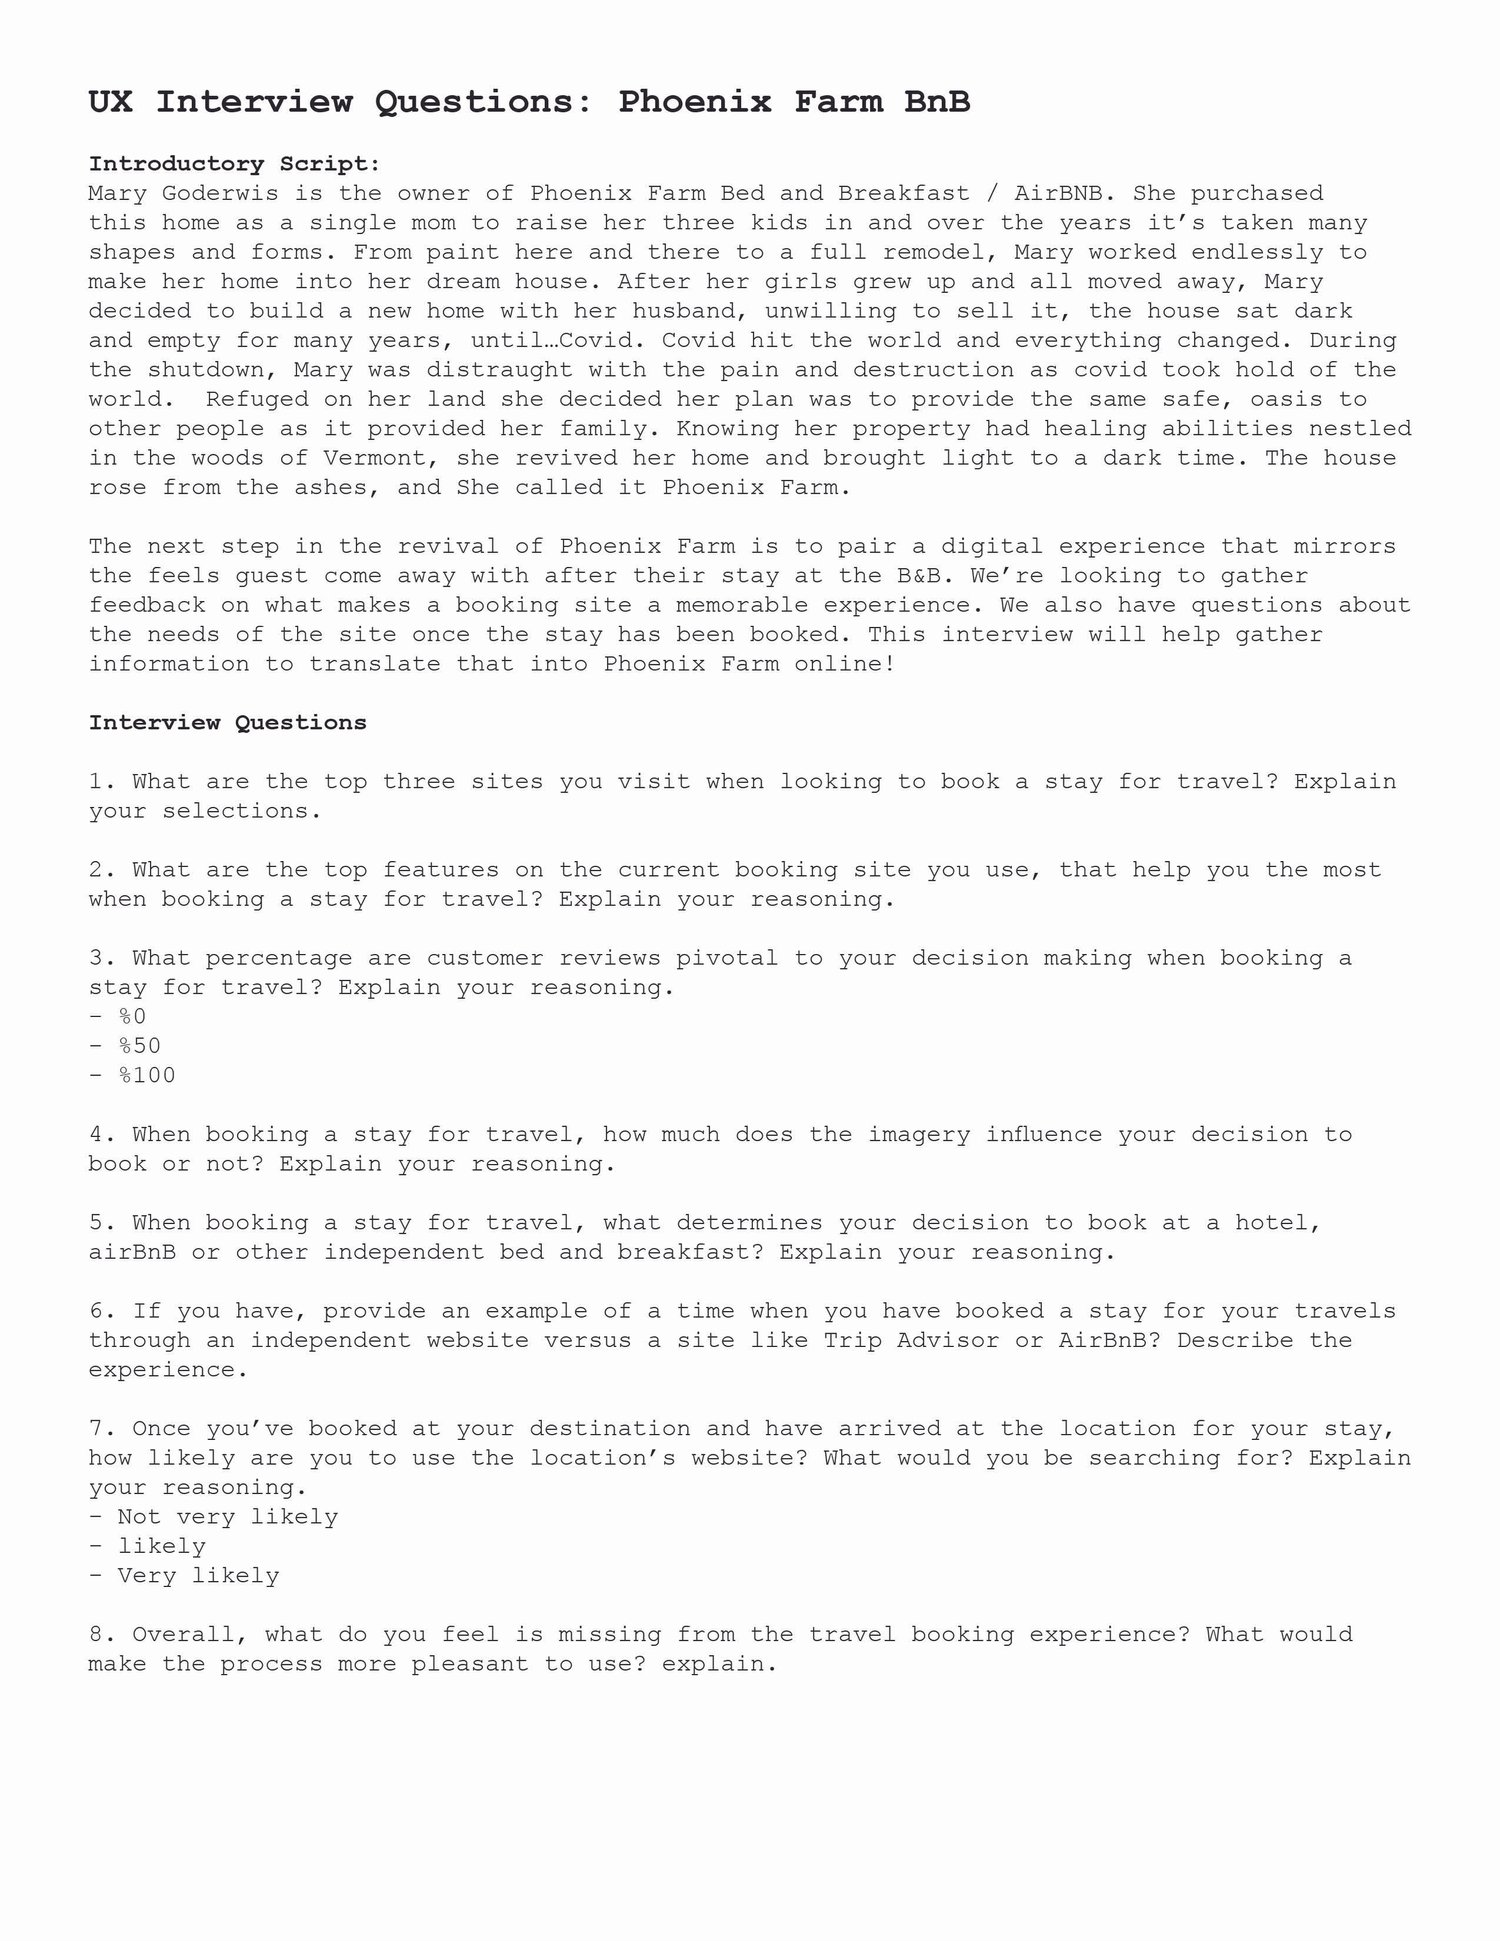 UX Interview Questions: Phoenix Farm BnB
Introductory Script:
Mary Goderwis is the owner of Phoenix Farm Bed and Breakfast / AirBNB. She purchased
this home as a single mom to raise her three kids in and over the years it’s taken many
shapes and forms. From paint here and there to a full remodel, Mary worked endlessly to
make her home into her dream house. After her girls grew up and all moved away, Mary
decided to build a new home with her husband, unwilling to sell it, the house sat dark
and empty for many years, until…Covid. Covid hit the world and everything changed. During
the shutdown, Mary was distraught with the pain and destruction as covid took hold of the
world.  Refuged on her land she decided her plan was to provide the same safe, oasis to
other people as it provided her family. Knowing her property had healing abilities nestled
in the woods of Vermont, she revived her home and brought light to a dark time. The house
rose from the ashes, and She called it Phoenix Farm.
The next step in the revival of Phoenix Farm is to pair a digital experience that mirrors
the feels guest come away with after their stay at the B&B. We’re looking to gather
feedback on what makes a booking site a memorable experience. We also have questions about
the needs of the site once the stay has been booked. This interview will help gather
information to translate that into Phoenix Farm online!
Interview Questions
1. What are the top three sites you visit when looking to book a stay for travel? Explain
your selections.
2. What are the top features on the current booking site you use, that help you the most
when booking a stay for travel? Explain your reasoning.
3. What percentage are customer reviews pivotal to your decision making when booking a
stay for travel? Explain your reasoning.
- %0
- %50
- %100
4. When booking a stay for travel, how much does the imagery influence your decision to
book or not? Explain your reasoning.
5. When booking a stay for travel, what determines your decision to book at a hotel,
airBnB or other independent bed and breakfast? Explain your reasoning.
6. If you have, provide an example of a time when you have booked a stay for your travels
through an independent website versus a site like Trip Advisor or AirBnB? Describe the
experience.
7. Once you’ve booked at your destination and have arrived at the location for your stay,
how likely are you to use the location’s website? What would you be searching for? Explain
your reasoning.
- Not very likely
- likely
- Very likely
8. Overall, what do you feel is missing from the travel booking experience? What would
make the process more pleasant to use? explain.